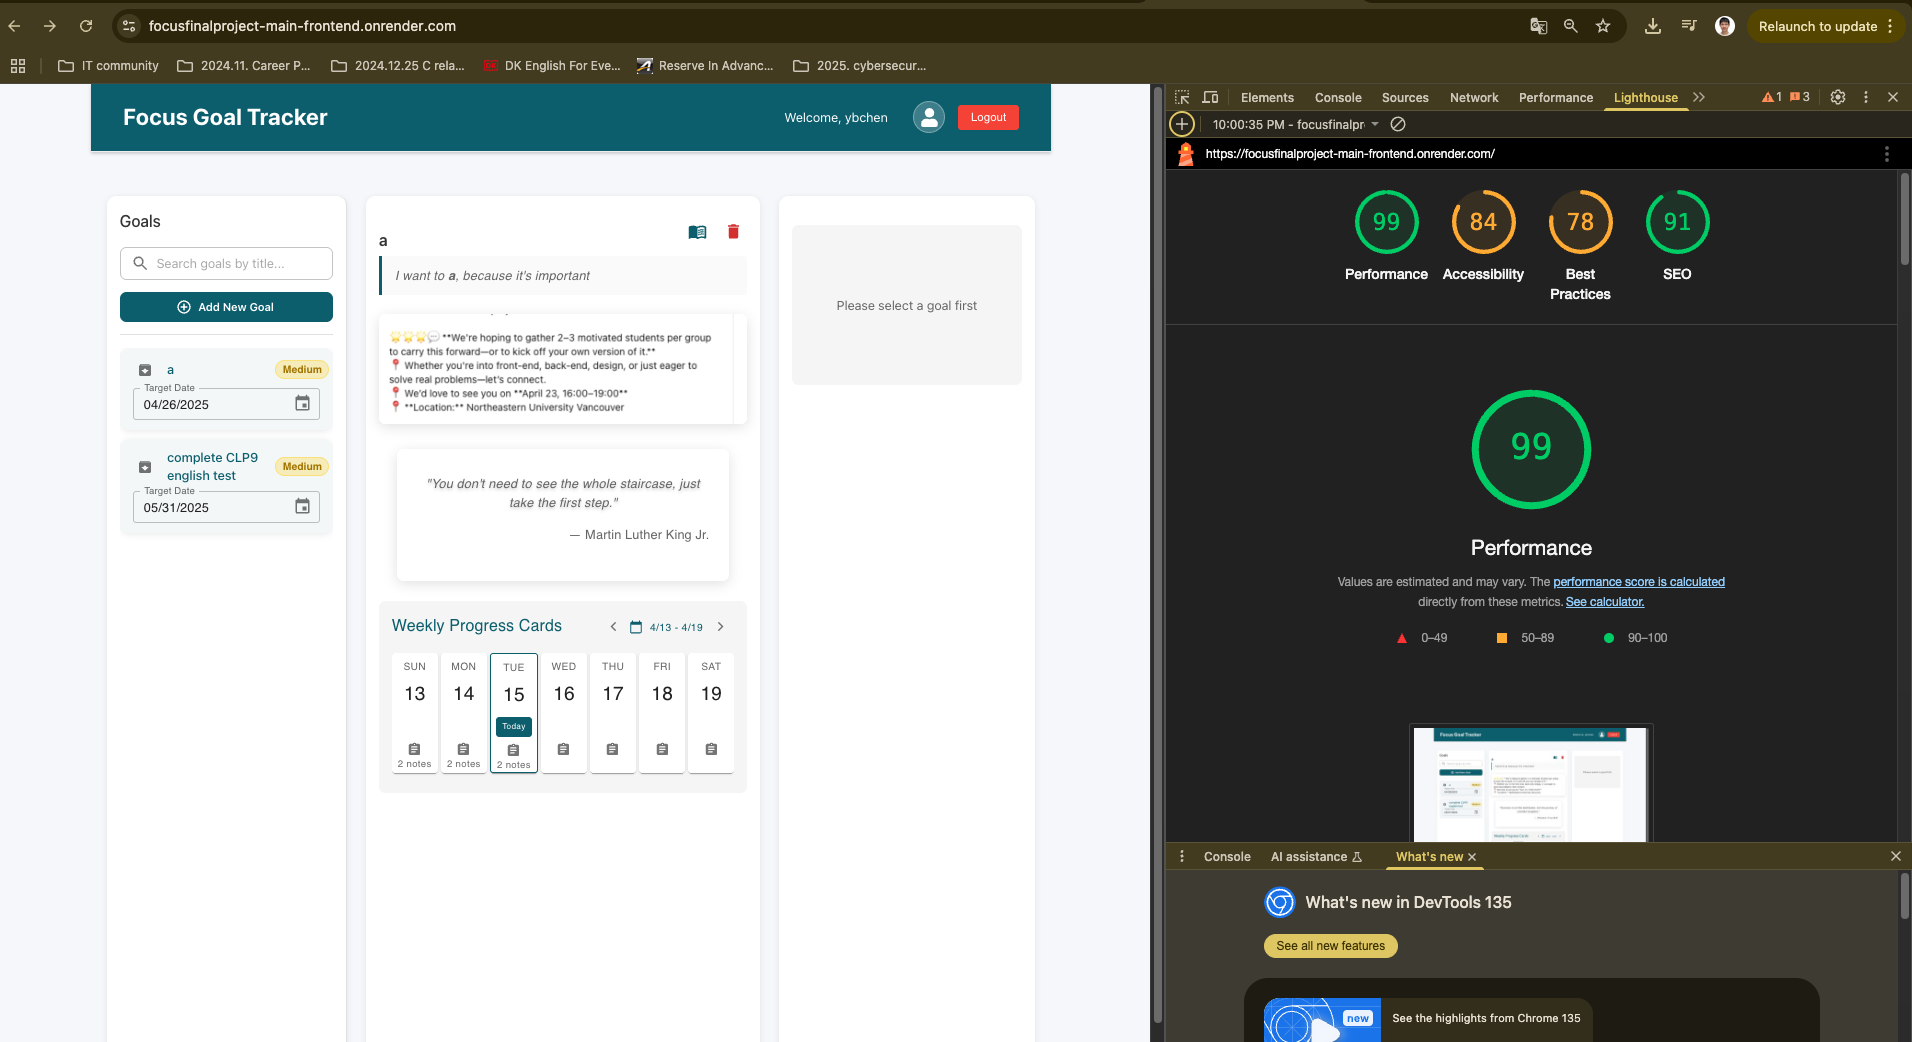 focusfinalproject-main-frontend.onrender.com
Relaunch to update
IT community
2024.11. Career P...
2024.12.25 C rela...
DK English For Eve...
Reserve In Advanc...
2025. cybersecur...
Focus Goal Tracker
Welcome, ybchen
Logout
Goals
Search goals by title...
Add New Goal
a
Medium
Target Date
04/26/2025
complete CLP9
english test
Medium
Target Date
05/31/2025
a
I want to a, because it's important
🌟🌟🌟💬 **We're hoping to gather 2–3 motivated students per group
to carry this forward—or to kick off your own version of it.**
📍 Whether you're into front-end, back-end, design, or just eager to
solve real problems—let's connect.
📍 We'd love to see you on **April 23, 16:00–19:00**
📍 **Location:** Northeastern University Vancouver
"You don't need to see the whole staircase, just
take the first step."
— Martin Luther King Jr.
Weekly Progress Cards
4/13 - 4/19
SUN MON TUE WED THU FRI SAT
13 14 15 16 17 18 19
Today
2 notes 2 notes 2 notes
Please select a goal first
Elements Console Sources Network Performance Lighthouse 1 3
10:00:35 PM - focusfinalpr
https://focusfinalproject-main-frontend.onrender.com/
99 84 78 91
Performance Accessibility Best Practices SEO
99
Performance
Values are estimated and may vary. The performance score is calculated
directly from these metrics. See calculator.
0–49 50–89 90–100
Focus Goal Tracker
Console AI assistance What's new
What's new in DevTools 135
See all new features
new
See the highlights from Chrome 135